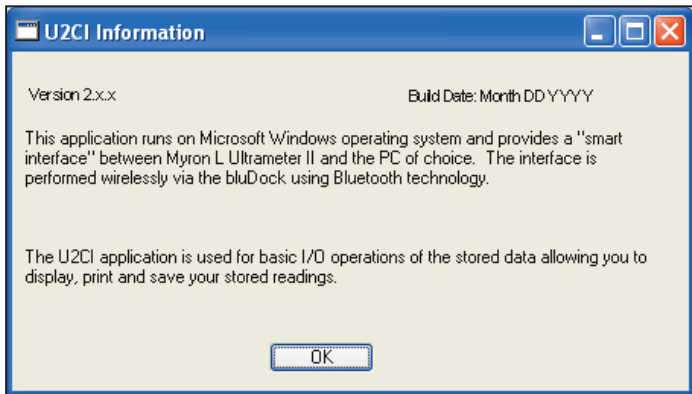 U2CI Information
Version 2.x.x Build Date: Month DD YYYY
This application runs on Microsoft Windows operating system and provides a "smart
interface" between Myron L Ultrameter II and the PC of choice. The interface is
performed wirelessly via the bluDock using Bluetooth technology.
The U2CI application is used for basic I/O operations of the stored data allowing you to
display, print and save your stored readings.
OK